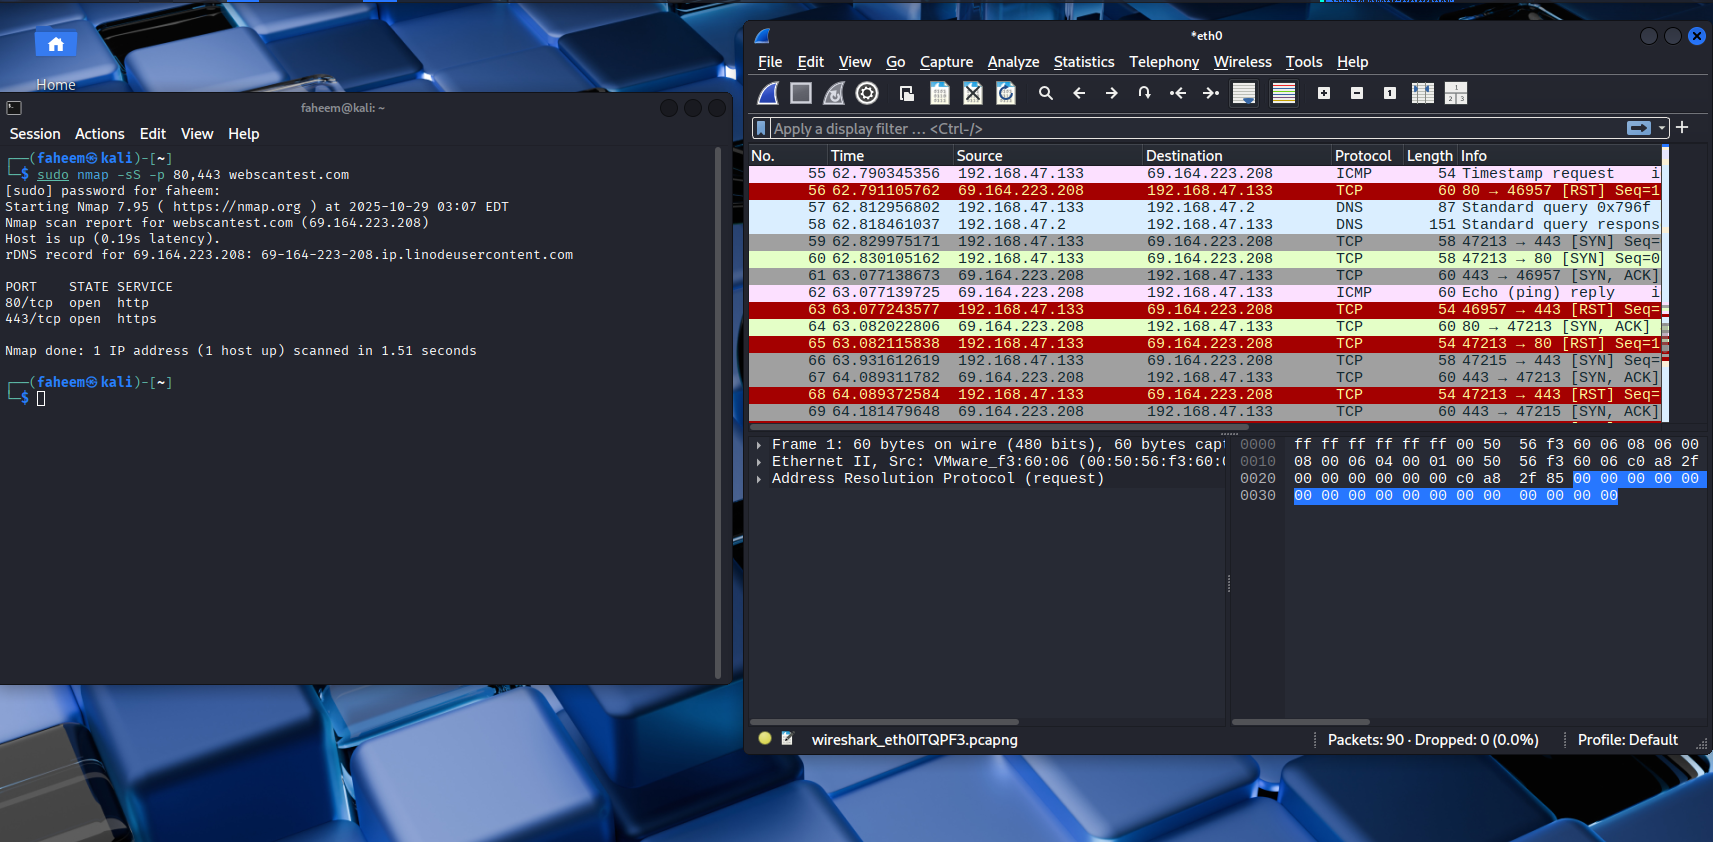 Home
faheem@kali: ~
Session Actions Edit View Help
┌──(faheem㉿kali)-[~]
└─$ sudo nmap -sS -p 80,443 webscantest.com
[sudo] password for faheem:
Starting Nmap 7.95 ( https://nmap.org ) at 2025-10-29 03:07 EDT
Nmap scan report for webscantest.com (69.164.223.208)
Host is up (0.19s latency).
rDNS record for 69.164.223.208: 69-164-223-208.ip.linodeusercontent.com
PORT    STATE SERVICE
80/tcp  open  http
443/tcp open  https
Nmap done: 1 IP address (1 host up) scanned in 1.51 seconds
┌──(faheem㉿kali)-[~]
└─$
*eth0
File Edit View Go Capture Analyze Statistics Telephony Wireless Tools Help
Apply a display filter … <Ctrl-/>
No. Time Source Destination Protocol Length Info
55 62.790345356 192.168.47.133 69.164.223.208 ICMP 54 Timestamp request i
56 62.791105762 69.164.223.208 192.168.47.133 TCP 60 80 → 46957 [RST] Seq=1
57 62.812956802 192.168.47.133 192.168.47.2 DNS 87 Standard query 0x796f
58 62.818461037 192.168.47.2 192.168.47.133 DNS 151 Standard query respons
59 62.829975171 192.168.47.133 69.164.223.208 TCP 58 47213 → 443 [SYN] Seq=
60 62.830105162 192.168.47.133 69.164.223.208 TCP 58 47213 → 80 [SYN] Seq=0
61 63.077138673 69.164.223.208 192.168.47.133 TCP 60 443 → 46957 [SYN, ACK]
62 63.077139725 69.164.223.208 192.168.47.133 ICMP 60 Echo (ping) reply i
63 63.077243577 192.168.47.133 69.164.223.208 TCP 54 46957 → 443 [RST] Seq=
64 63.082022806 69.164.223.208 192.168.47.133 TCP 60 80 → 47213 [SYN, ACK]
65 63.082115838 192.168.47.133 69.164.223.208 TCP 54 47213 → 80 [RST] Seq=1
66 63.931612619 192.168.47.133 69.164.223.208 TCP 58 47215 → 443 [SYN] Seq=
67 64.089311782 69.164.223.208 192.168.47.133 TCP 60 443 → 47213 [SYN, ACK]
68 64.089372584 192.168.47.133 69.164.223.208 TCP 54 47213 → 443 [RST] Seq=
69 64.181479648 69.164.223.208 192.168.47.133 TCP 60 443 → 47215 [SYN, ACK]
Frame 1: 60 bytes on wire (480 bits), 60 bytes capt
Ethernet II, Src: VMware_f3:60:06 (00:50:56:f3:60:0
Address Resolution Protocol (request)
0000 ff ff ff ff ff ff 00 50 56 f3 60 06 08 06 00
0010 08 00 06 04 00 01 00 50 56 f3 60 06 c0 a8 2f
0020 00 00 00 00 00 00 c0 a8 2f 85 00 00 00 00 00
0030 00 00 00 00 00 00 00 00 00 00 00 00
wireshark_eth0ITQPF3.pcapng
Packets: 90 · Dropped: 0 (0.0%)
Profile: Default